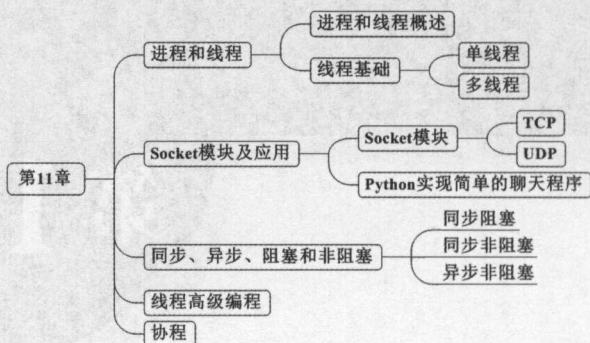 第11章
进程和线程
进程和线程概述
线程基础
单线程
多线程
Socket模块及应用
Socket模块
TCP
UDP
Python实现简单的聊天程序
同步、异步、阻塞和非阻塞
同步阻塞
同步非阻塞
异步非阻塞
线程高级编程
协程